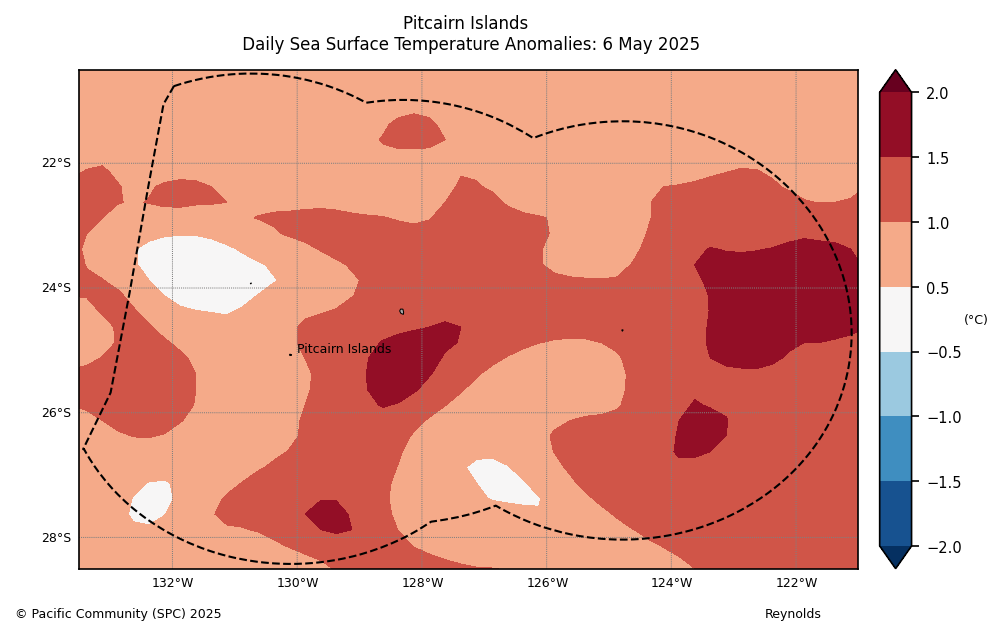 Pitcairn Islands
Daily Sea Surface Temperature Anomalies: 6 May 2025
22°S
24°S
26°S
28°S
Pitcairn Islands
132°W 130°W 128°W 126°W 124°W 122°W
2.0
1.5
1.0
0.5
−0.5
−1.0
−1.5
−2.0
(°C)
© Pacific Community (SPC) 2025 Reynolds